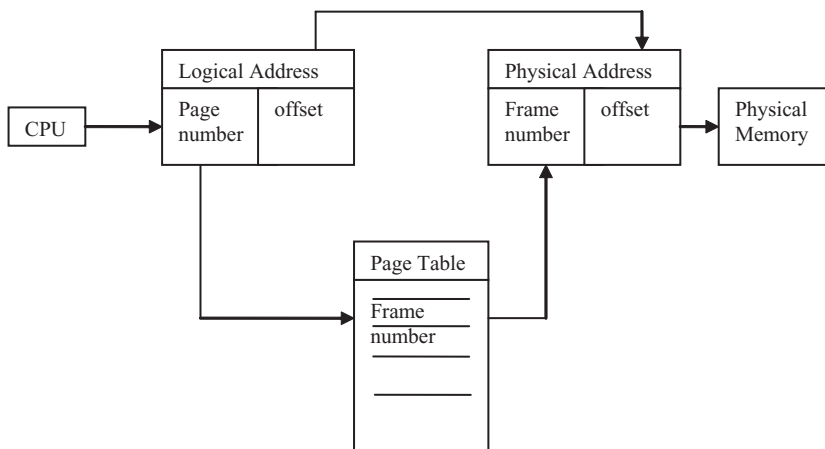 Logical Address
Physical Address
CPU
Page
number
offset
Frame
number
offset
Physical
Memory
Page Table
Frame
number